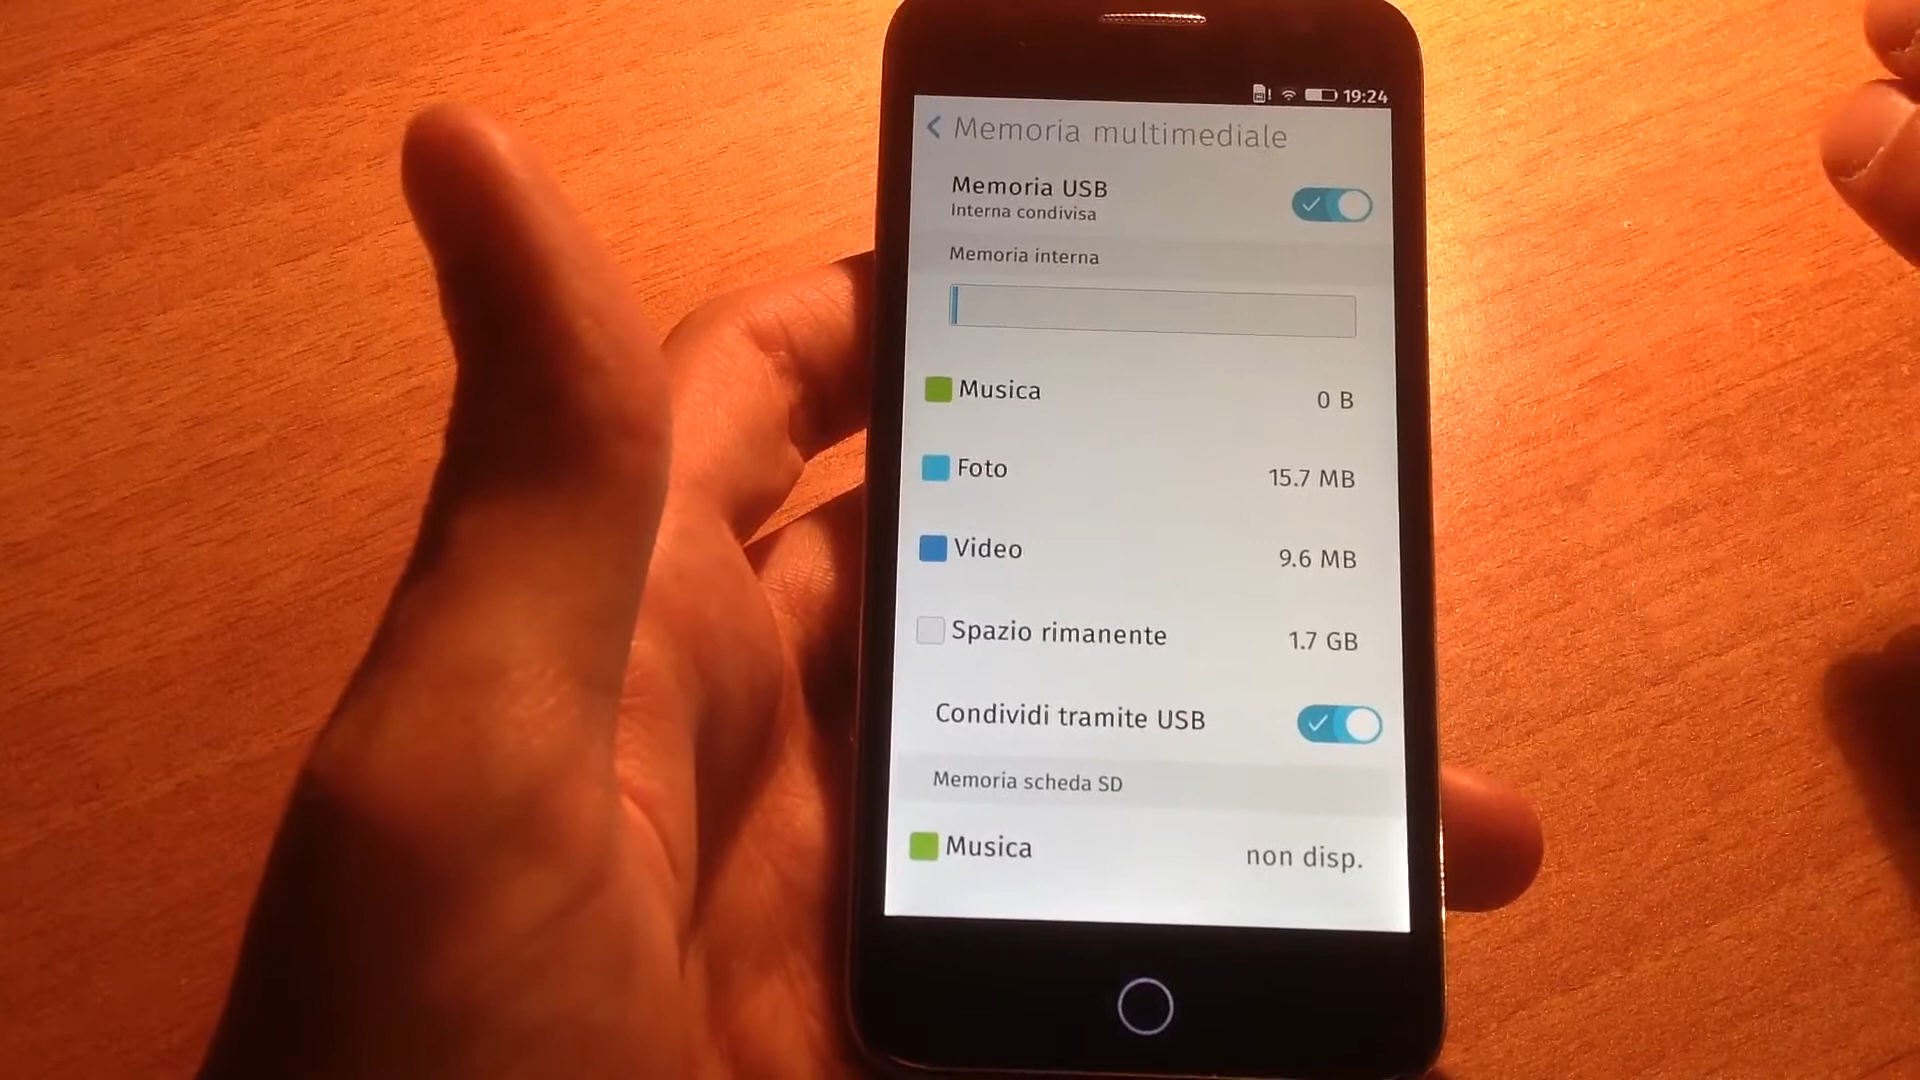 19:24
Memoria multimediale
Memoria USB
Interna condivisa
Memoria interna
Musica 0 B
Foto 15.7 MB
Video 9.6 MB
Spazio rimanente 1.7 GB
Condividi tramite USB
Memoria scheda SD
Musica non disp.